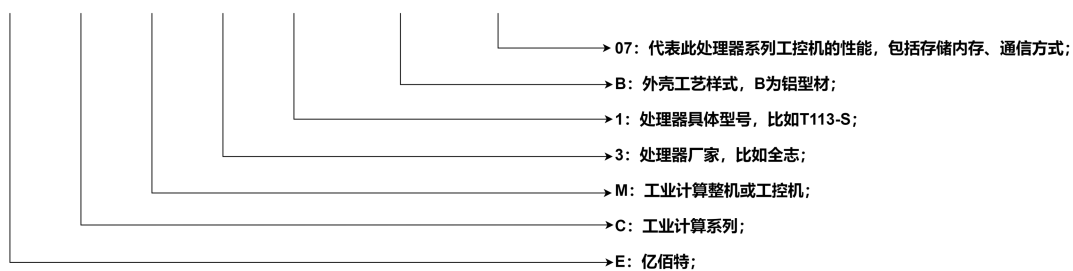 07：代表此处理器系列工控机的性能，包括存储内存、通信方式；
B：外壳工艺样式，B为铝型材；
1：处理器具体型号，比如T113-S；
3：处理器厂家，比如全志；
M：工业计算整机或工控机；
C：工业计算系列；
E：亿佰特；